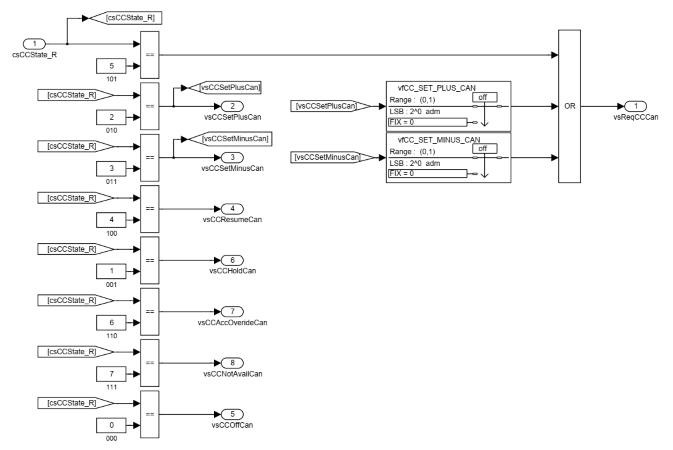 [csCCState_R]
1
csCCState_R
5
101
==
[csCCState_R]
2
010
==
[vsCCSetPlusCan]
2
vsCCSetPlusCan
[csCCState_R]
3
011
==
[vsCCSetMinusCan]
3
vsCCSetMinusCan
[csCCState_R]
4
100
==
4
vsCCResumeCan
[csCCState_R]
1
001
==
6
vsCCHoldCan
[csCCState_R]
6
110
==
7
vsCCAccOverideCan
[csCCState_R]
7
111
==
8
vsCCNotAvailCan
[csCCState_R]
0
000
==
5
vsCCOffCan
[vsCCSetPlusCan]
vfCC_SET_PLUS_CAN
Range : (0,1)
off
LSB : 2^0 adm
FIX = 0
[vsCCSetMinusCan]
vfCC_SET_MINUS_CAN
Range : (0,1)
off
LSB : 2^0 adm
FIX = 0
OR
1
vsReqCCCan